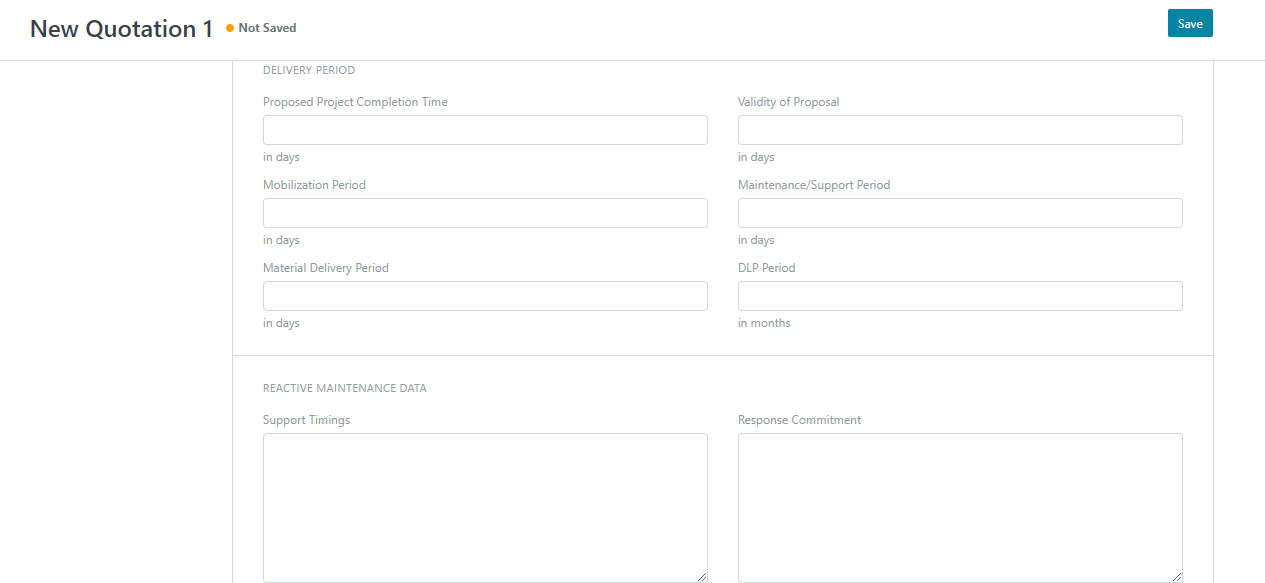 New Quotation 1
Not Saved
Save
DELIVERY PERIOD
Proposed Project Completion Time
in days
Mobilization Period
in days
Material Delivery Period
in days
Validity of Proposal
in days
Maintenance/Support Period
in days
DLP Period
in months
REACTIVE MAINTENANCE DATA
Support Timings
Response Commitment